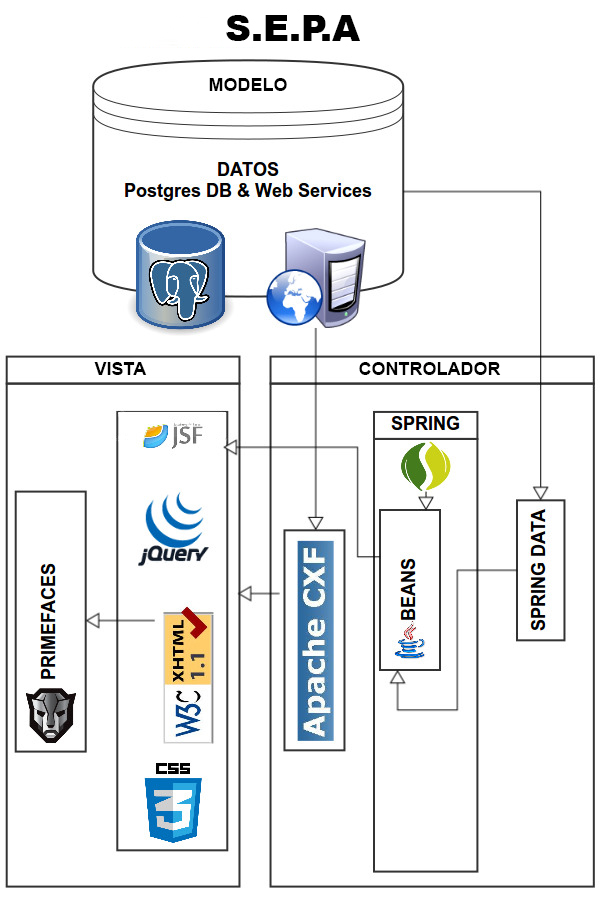 S.E.P.A
MODELO
DATOS
Postgres DB & Web Services
VISTA
CONTROLADOR
JSF
SPRING
jQuery
PRIMEFACES
XHTML
1.1
W3C
CSS
3
Apache CXF
BEANS
SPRING DATA